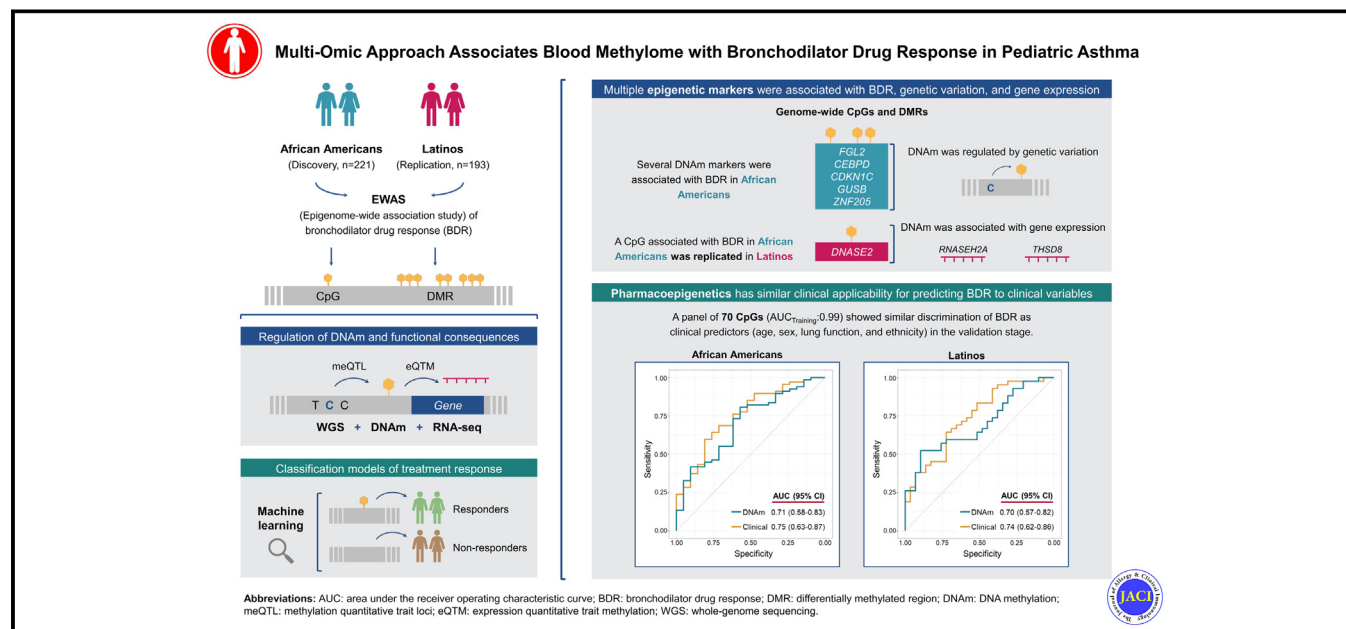 Multi-Omic Approach Associates Blood Methylome with Bronchodilator Drug Response in Pediatric Asthma
African Americans
(Discovery, n=221)
Latinos
(Replication, n=193)
EWAS
(Epigenome-wide association study) of
bronchodilator drug response (BDR)
CpG
DMR
Regulation of DNAm and functional consequences
meQTL
eQTM
T C C
Gene
WGS + DNAm + RNA-seq
Classification models of treatment response
Machine
learning
Responders
Non-responders
Multiple epigenetic markers were associated with BDR, genetic variation, and gene expression
Genome-wide CpGs and DMRs
Several DNAm markers were
associated with BDR in African
Americans
FGL2
CEBPD
CDKN1C
GUSB
ZNF205
DNAm was regulated by genetic variation
C
A CpG associated with BDR in African
Americans was replicated in Latinos
DNASE2
DNAm was associated with gene expression
RNASEH2A
THSD8
Pharmacoepigenetics has similar clinical applicability for predicting BDR to clinical variables
A panel of 70 CpGs (AUCTraining:0.99) showed similar discrimination of BDR as
clinical predictors (age, sex, lung function, and ethnicity) in the validation stage.
African Americans
1.00
0.75
0.50
0.25
0.00
Sensitivity
AUC (95% CI)
DNAm 0.71 (0.58-0.83)
Clinical 0.75 (0.63-0.87)
1.00 0.75 0.50 0.25 0.00
Specificity
Latinos
1.00
0.75
0.50
0.25
0.00
Sensitivity
AUC (95% CI)
DNAm 0.70 (0.57-0.82)
Clinical 0.74 (0.62-0.86)
1.00 0.75 0.50 0.25 0.00
Specificity
Abbreviations: AUC: area under the receiver operating characteristic curve; BDR: bronchodilator drug response; DMR: differentially methylated region; DNAm: DNA methylation;
meQTL: methylation quantitative trait loci; eQTM: expression quantitative trait methylation; WGS: whole-genome sequencing.
The Journal of Allergy & Clinical Immunology
JACI